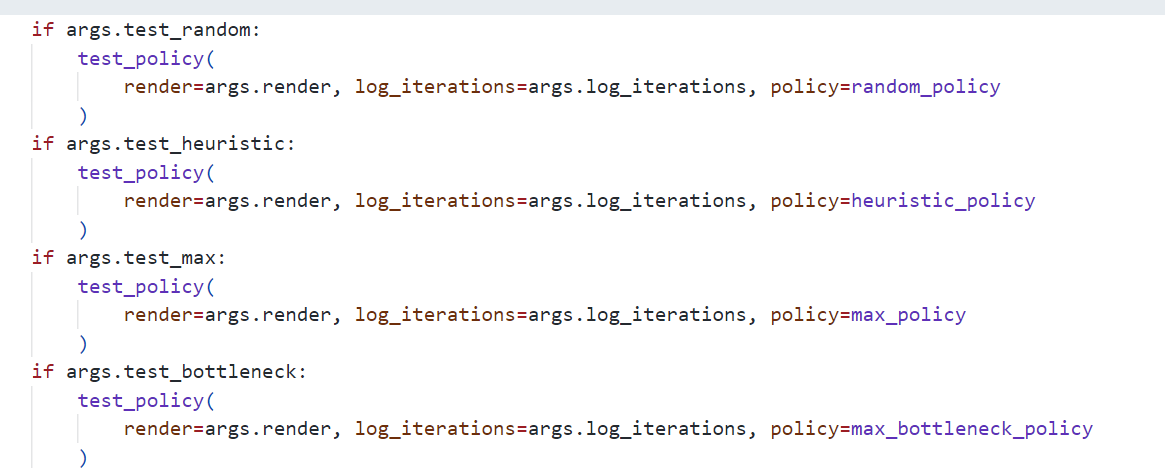 if args.test_random:
    test_policy(
        render=args.render, log_iterations=args.log_iterations, policy=random_policy
    )
if args.test_heuristic:
    test_policy(
        render=args.render, log_iterations=args.log_iterations, policy=heuristic_policy
    )
if args.test_max:
    test_policy(
        render=args.render, log_iterations=args.log_iterations, policy=max_policy
    )
if args.test_bottleneck:
    test_policy(
        render=args.render, log_iterations=args.log_iterations, policy=max_bottleneck_policy
    )